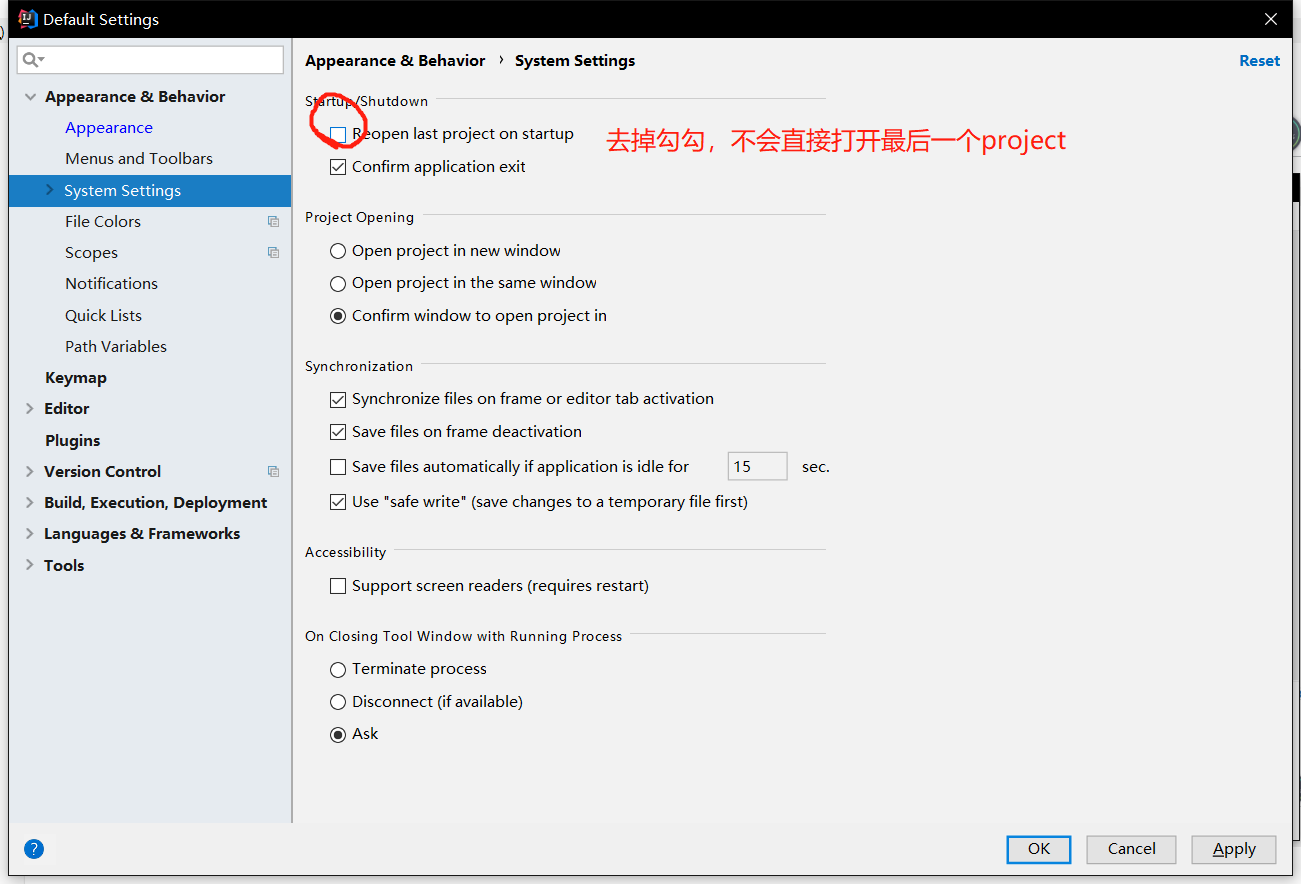 Default Settings
Appearance & Behavior › System Settings
Reset
Appearance & Behavior
Appearance
Menus and Toolbars
System Settings
File Colors
Scopes
Notifications
Quick Lists
Path Variables
Keymap
Editor
Plugins
Version Control
Build, Execution, Deployment
Languages & Frameworks
Tools
Startup/Shutdown
Reopen last project on startup
去掉勾勾，不会直接打开最后一个project
Confirm application exit
Project Opening
Open project in new window
Open project in the same window
Confirm window to open project in
Synchronization
Synchronize files on frame or editor tab activation
Save files on frame deactivation
Save files automatically if application is idle for 15 sec.
Use "safe write" (save changes to a temporary file first)
Accessibility
Support screen readers (requires restart)
On Closing Tool Window with Running Process
Terminate process
Disconnect (if available)
Ask
?
OK
Cancel
Apply